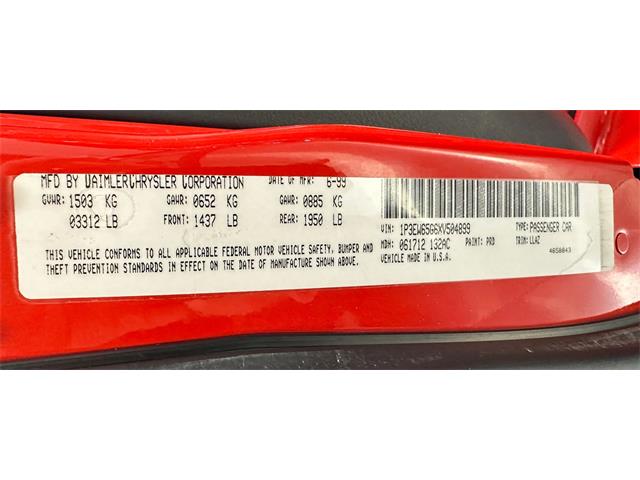 MFD BY DAIMLERCHRYSLER CORPORATION DATE OF MFR: 6-99
GVWR: 1503 KG GAWR: 0652 KG GAWR: 0885 KG
03312 LB FRONT: 1437 LB REAR: 1950 LB
THIS VEHICLE CONFORMS TO ALL APPLICABLE FEDERAL MOTOR VEHICLE SAFETY, BUMPER AND
THEFT PREVENTION STANDARDS IN EFFECT ON THE DATE OF MANUFACTURE SHOWN ABOVE.
VIN: 1P3EW65G6XV504899 TYPE: PASSENGER CAR
MDH: 061712 132AC PAINT: PRD TRIM: LLAZ
VEHICLE MADE IN U.S.A. 4658843